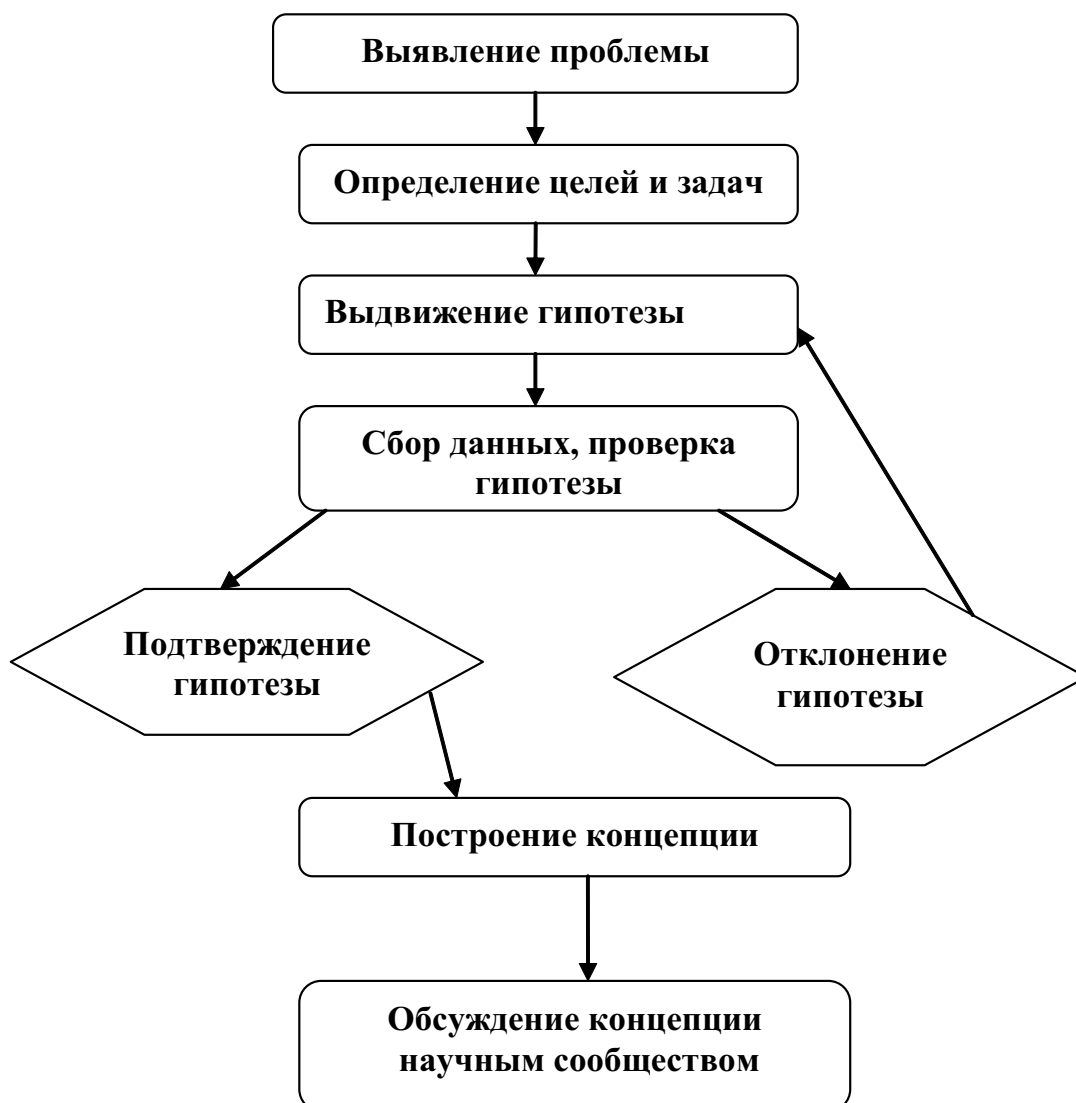 Выявление проблемы
Определение целей и задач
Выдвижение гипотезы
Сбор данных, проверка
гипотезы
Подтверждение
гипотезы
Отклонение
гипотезы
Построение концепции
Обсуждение концепции
научным сообществом